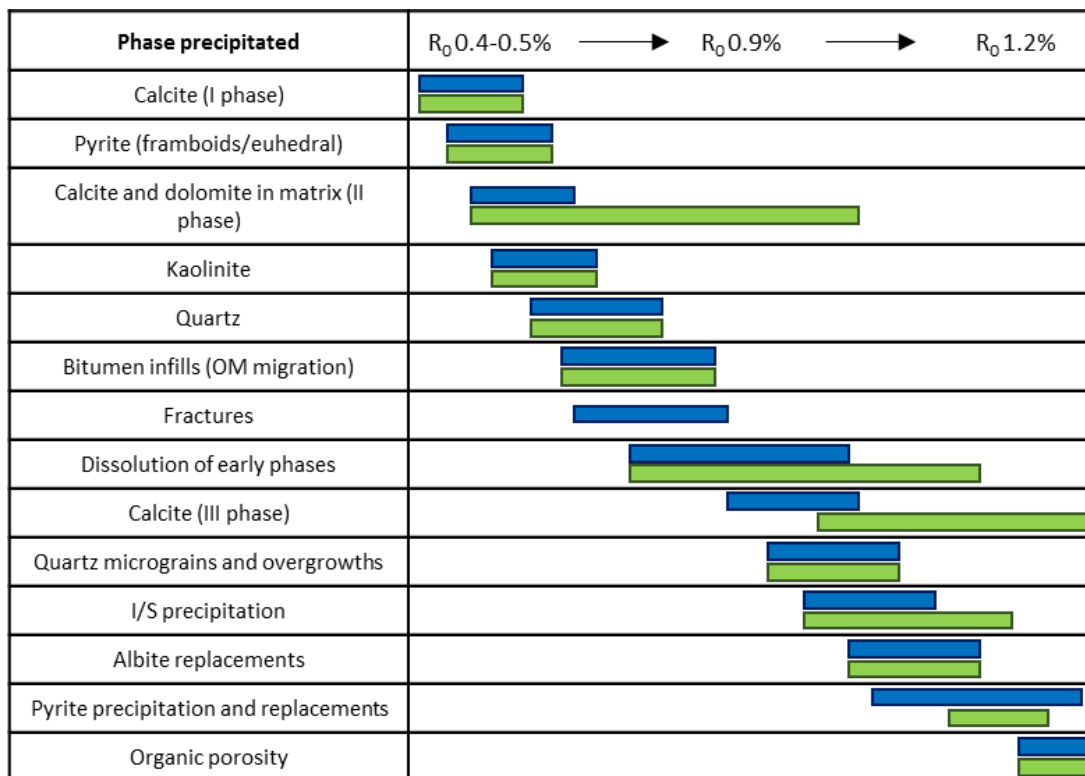 Phase precipitated R₀ 0.4-0.5% R₀ 0.9% R₀ 1.2%
Calcite (I phase)
Pyrite (framboids/euhedral)
Calcite and dolomite in matrix (II
phase)
Kaolinite
Quartz
Bitumen infills (OM migration)
Fractures
Dissolution of early phases
Calcite (III phase)
Quartz micrograins and overgrowths
I/S precipitation
Albite replacements
Pyrite precipitation and replacements
Organic porosity